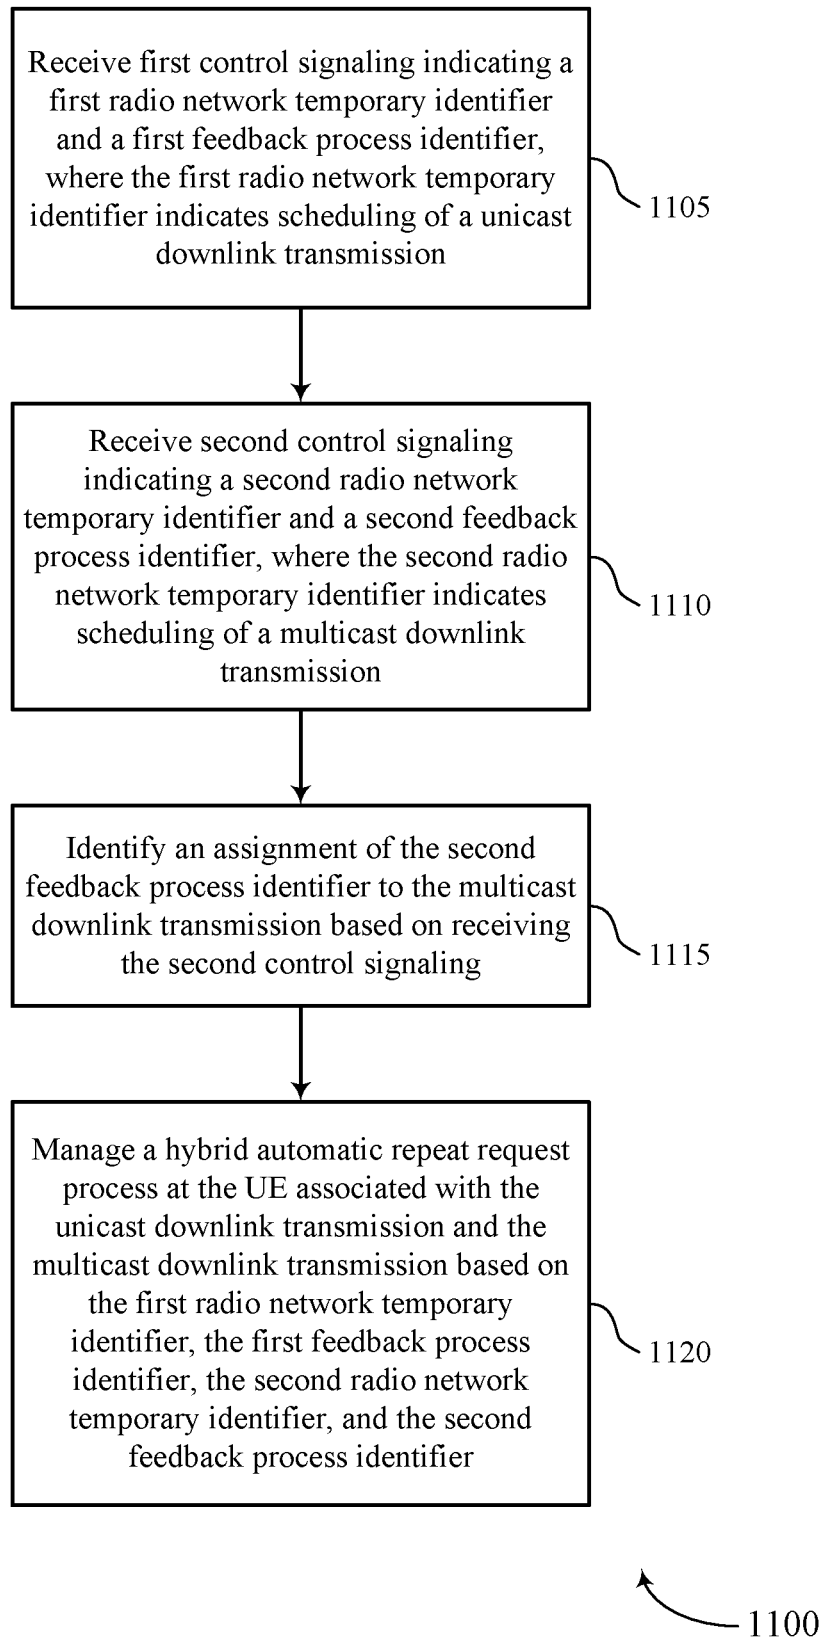 Receive first control signaling indicating a
first radio network temporary identifier
and a first feedback process identifier,
where the first radio network temporary
identifier indicates scheduling of a unicast
downlink transmission
1105
Receive second control signaling
indicating a second radio network
temporary identifier and a second feedback
process identifier, where the second radio
network temporary identifier indicates
scheduling of a multicast downlink
transmission
1110
Identify an assignment of the second
feedback process identifier to the multicast
downlink transmission based on receiving
the second control signaling
1115
Manage a hybrid automatic repeat request
process at the UE associated with the
unicast downlink transmission and the
multicast downlink transmission based on
the first radio network temporary
identifier, the first feedback process
identifier, the second radio network
temporary identifier, and the second
feedback process identifier
1120
1100